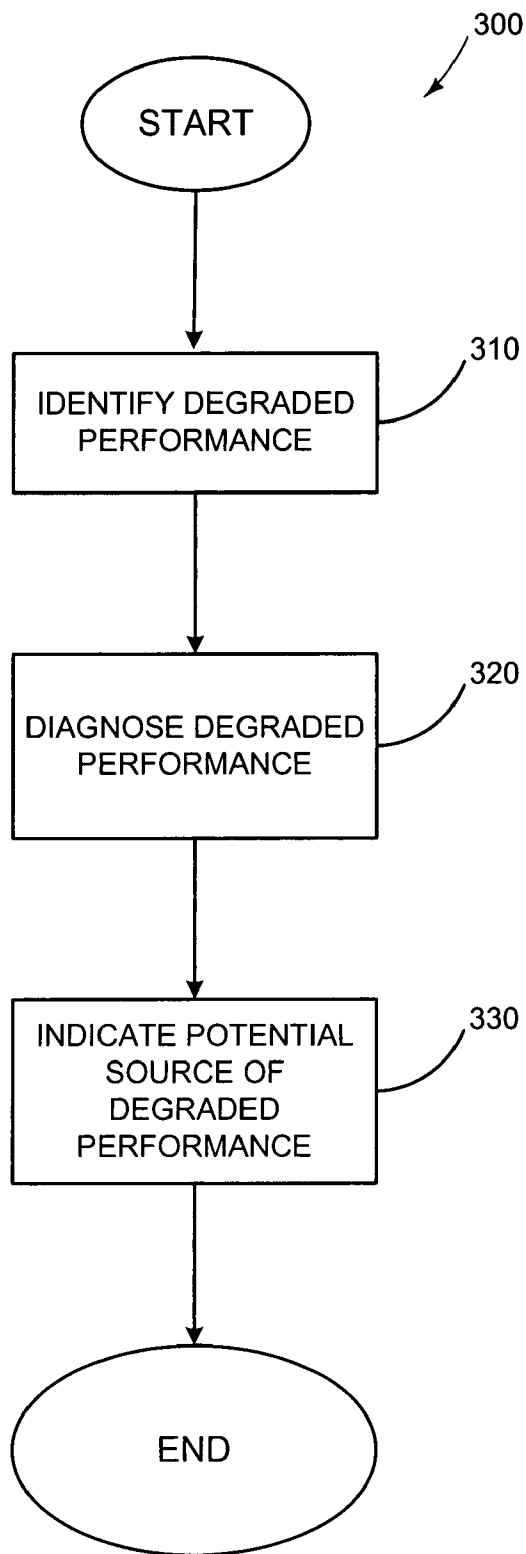 300
START
310
IDENTIFY DEGRADED
PERFORMANCE
320
DIAGNOSE DEGRADED
PERFORMANCE
330
INDICATE POTENTIAL
SOURCE OF
DEGRADED
PERFORMANCE
END